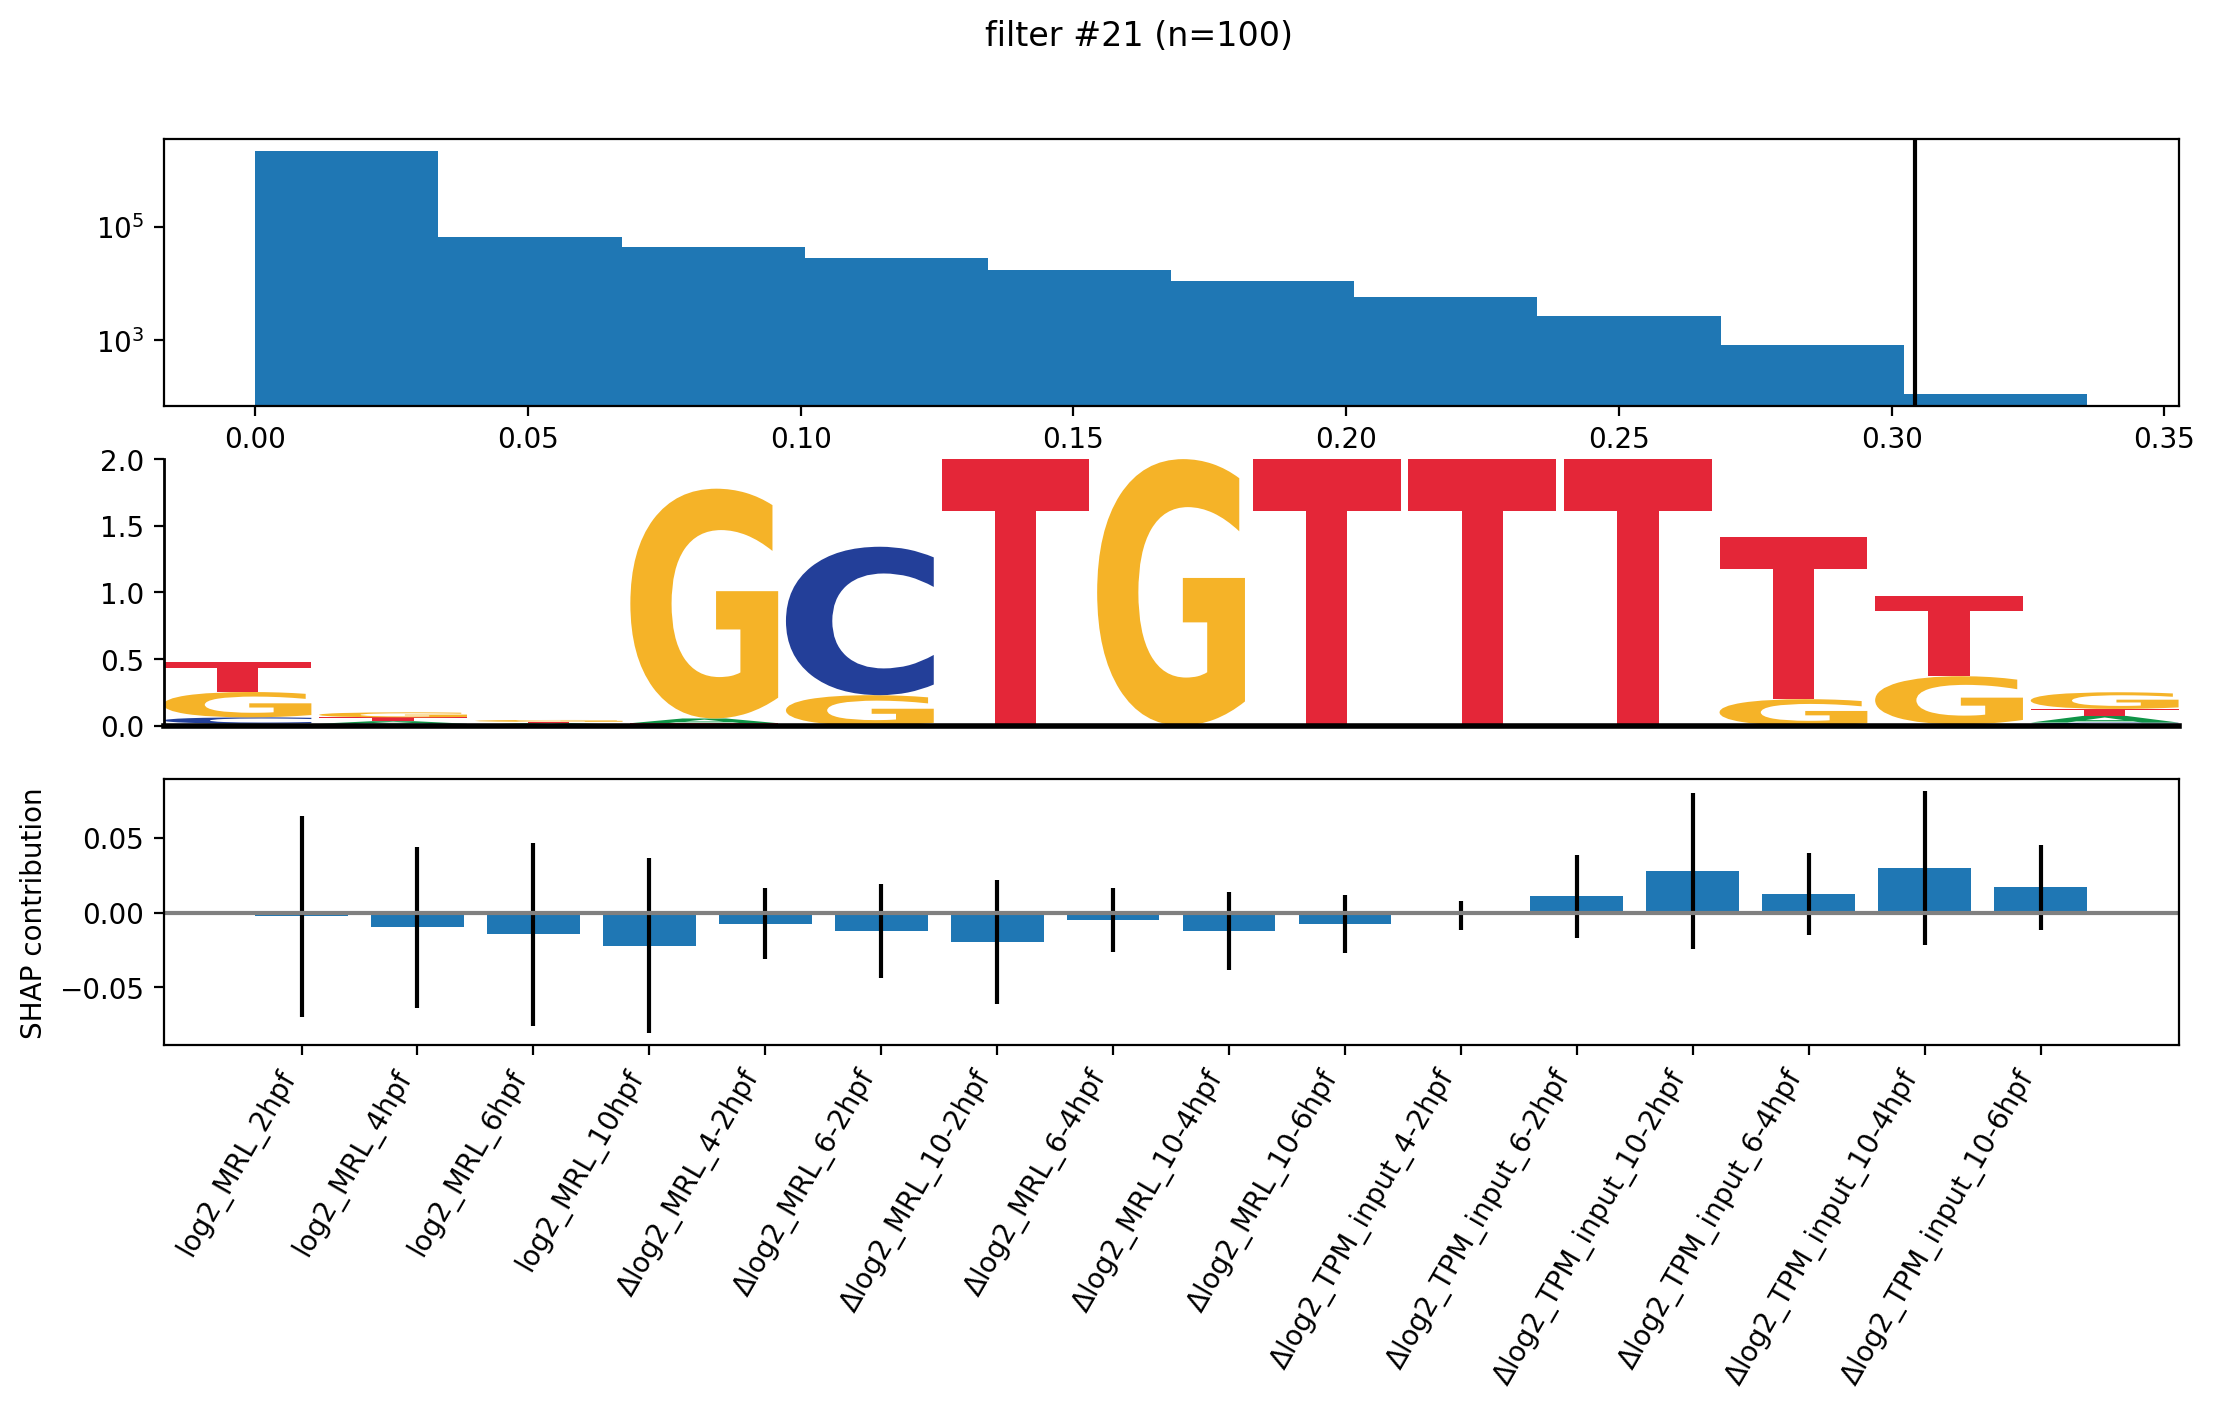 filter #21 (n=100)
10⁵
10³
0.00 0.05 0.10 0.15 0.20 0.25 0.30 0.35
2.0
1.5
1.0
0.5
0.0
T G C G T A G T G A C G T G T T T T G T G G T A
SHAP contribution
0.05
0.00
−0.05
log2_MRL_2hpf
log2_MRL_4hpf
log2_MRL_6hpf
log2_MRL_10hpf
Δlog2_MRL_4-2hpf
Δlog2_MRL_6-2hpf
Δlog2_MRL_10-2hpf
Δlog2_MRL_6-4hpf
Δlog2_MRL_10-4hpf
Δlog2_MRL_10-6hpf
Δlog2_TPM_input_4-2hpf
Δlog2_TPM_input_6-2hpf
Δlog2_TPM_input_10-2hpf
Δlog2_TPM_input_6-4hpf
Δlog2_TPM_input_10-4hpf
Δlog2_TPM_input_10-6hpf